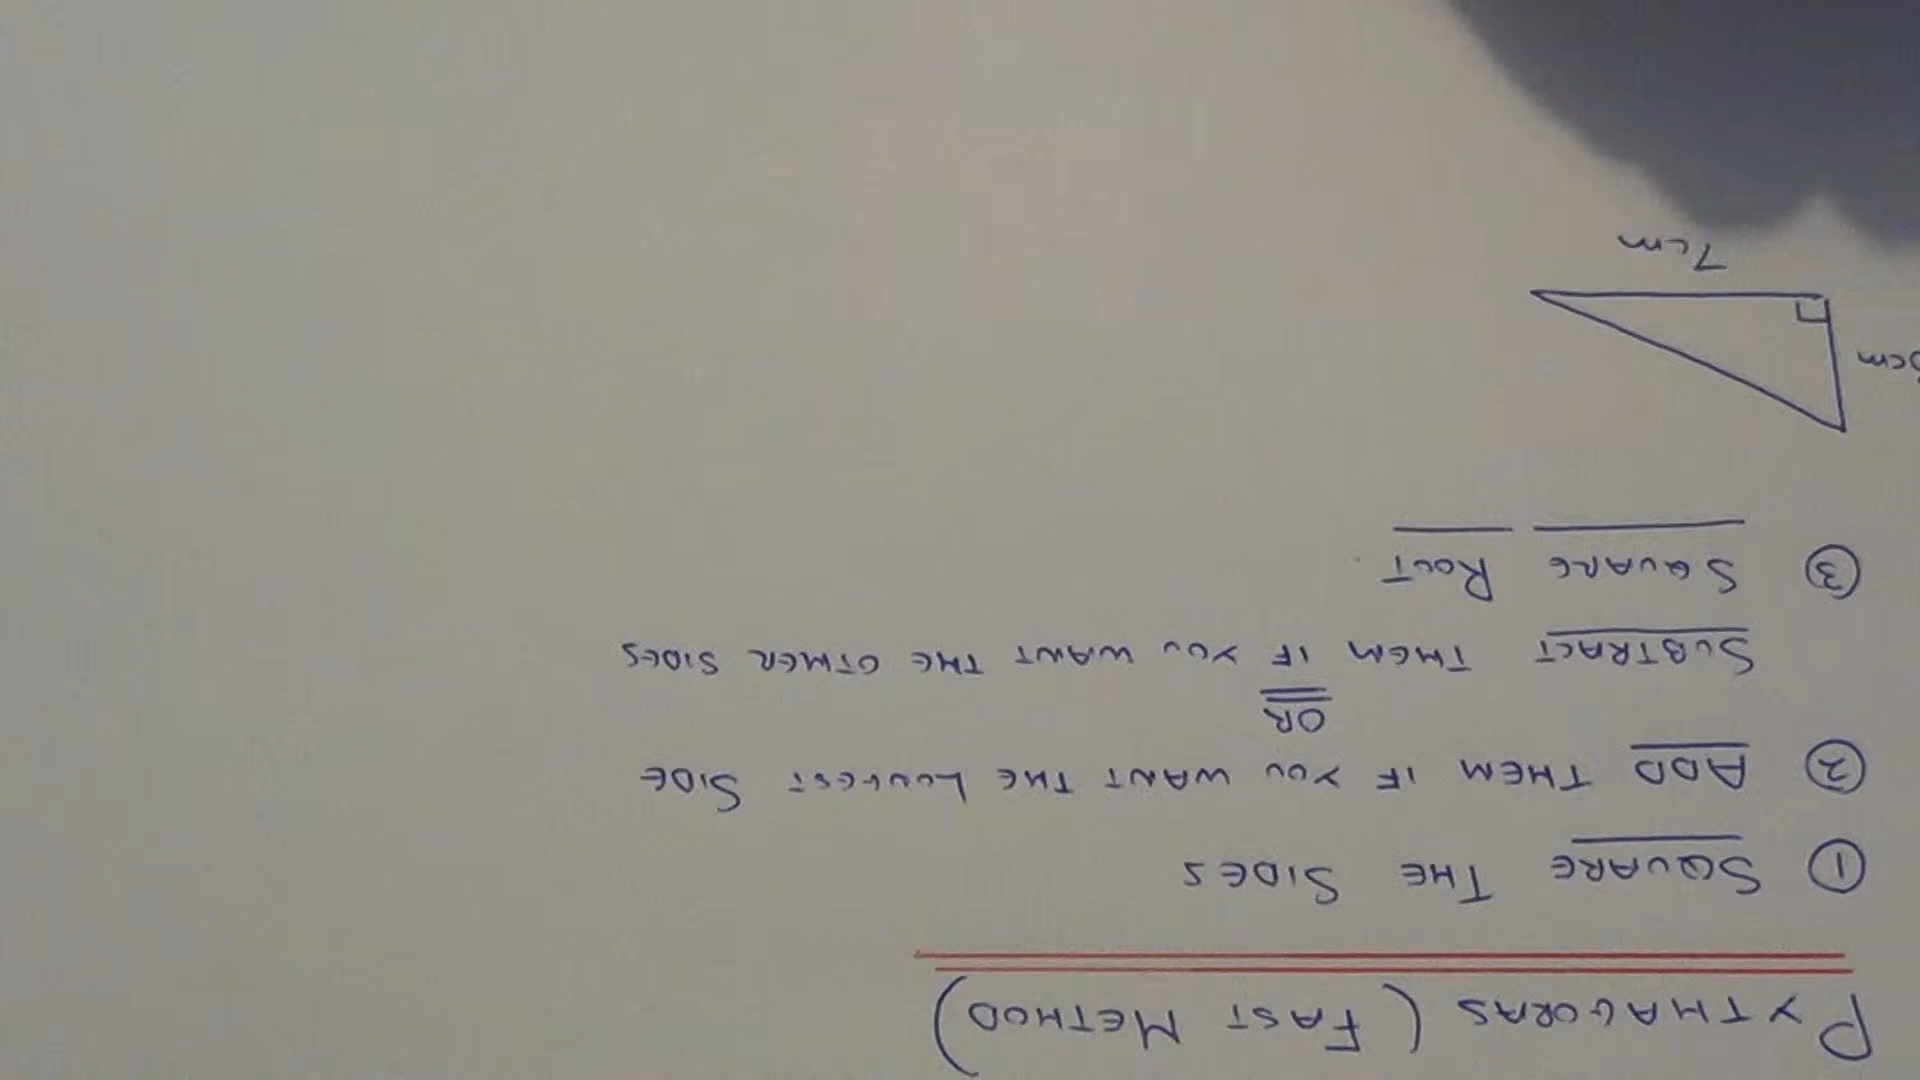 PYTHAGORAS (FAST METHOD)
① SQUARE THE SIDES
② ADD THEM IF YOU WANT THE LONGEST SIDE
OR
SUBTRACT THEM IF YOU WANT THE OTHER SIDES
③ SQUARE ROOT.
cm
7cm